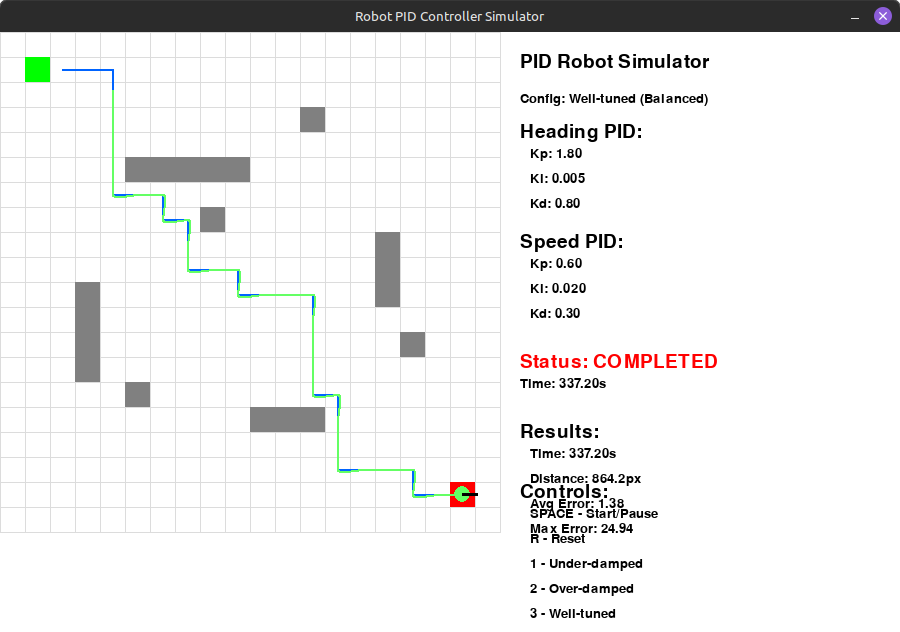 Robot PID Controller Simulator
PID Robot Simulator
Config: Well-tuned (Balanced)
Heading PID:
Kp: 1.80
Ki: 0.005
Kd: 0.80
Speed PID:
Kp: 0.60
Ki: 0.020
Kd: 0.30
Status: COMPLETED
Time: 337.20s
Results:
Time: 337.20s
Distance: 864.2px
Controls:
Avg Error: 1.38
SPACE - Start/Pause
Max Error: 24.94
R - Reset
1 - Under-damped
2 - Over-damped
3 - Well-tuned